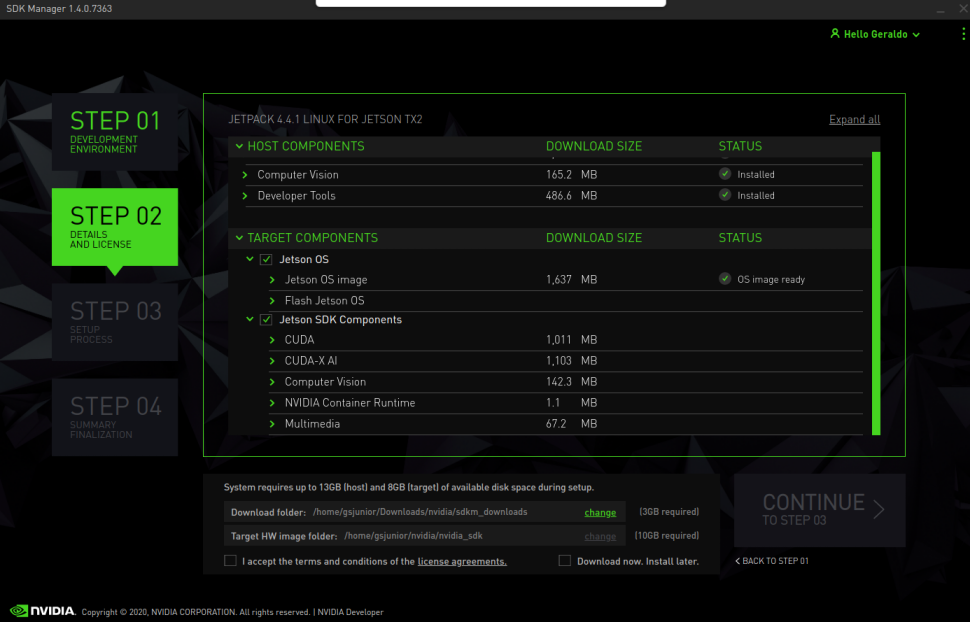 SDK Manager 1.4.0.7363
Hello Geraldo
STEP 01
DEVELOPMENT
ENVIRONMENT
STEP 02
DETAILS
AND LICENSE
STEP 03
SETUP
PROCESS
STEP 04
SUMMARY
FINALIZATION
JETPACK 4.4.1 LINUX FOR JETSON TX2
Expand all
HOST COMPONENTS DOWNLOAD SIZE STATUS
Computer Vision 165.2 MB Installed
Developer Tools 486.6 MB Installed
TARGET COMPONENTS DOWNLOAD SIZE STATUS
Jetson OS
Jetson OS image 1,637 MB OS image ready
Flash Jetson OS
Jetson SDK Components
CUDA 1,011 MB
CUDA-X AI 1,103 MB
Computer Vision 142.3 MB
NVIDIA Container Runtime 1.1 MB
Multimedia 67.2 MB
System requires up to 13GB (host) and 8GB (target) of available disk space during setup.
Download folder: /home/gsjunior/Downloads/nvidia/sdkm_downloads change (3GB required)
Target HW image folder: /home/gsjunior/nvidia/nvidia_sdk change (10GB required)
I accept the terms and conditions of the license agreements. Download now. Install later.
CONTINUE
TO STEP 03
BACK TO STEP 01
NVIDIA. Copyright © 2020, NVIDIA CORPORATION. All rights reserved. | NVIDIA Developer